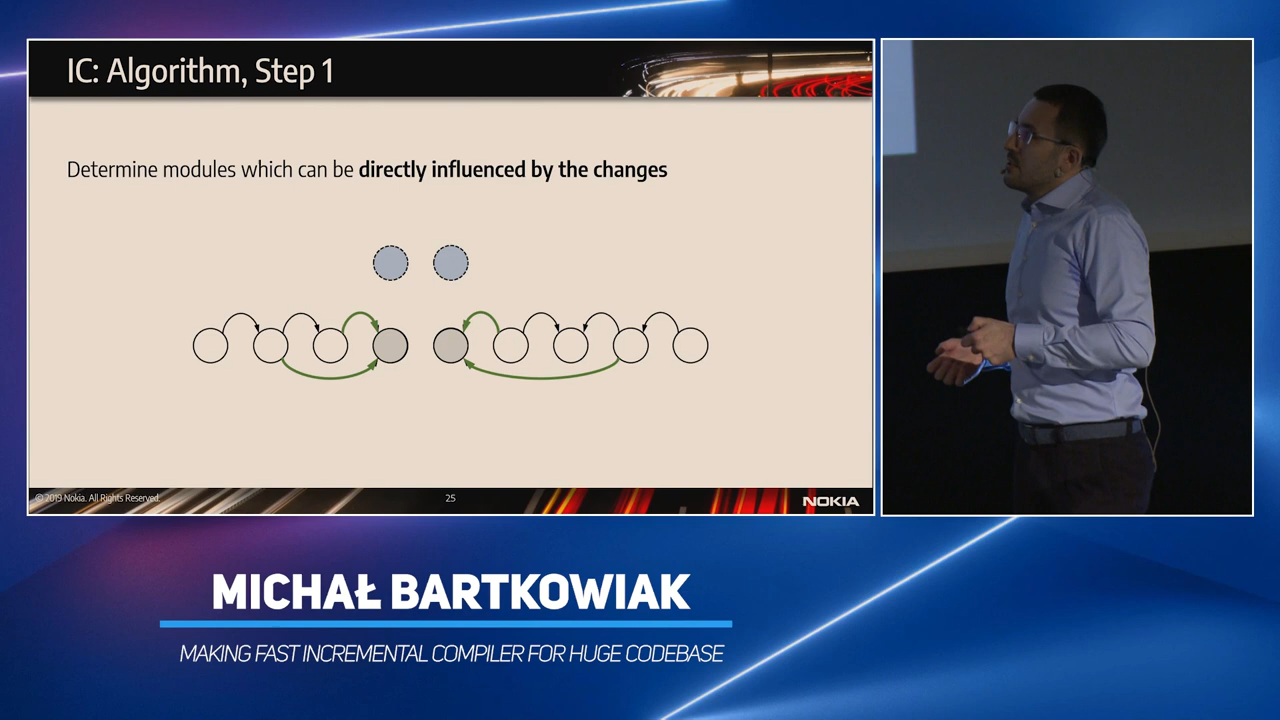 IC: Algorithm, Step 1
Determine modules which can be directly influenced by the changes
© 2019 Nokia. All Rights Reserved.
25
NOKIA
MICHAŁ BARTKOWIAK
MAKING FAST INCREMENTAL COMPILER FOR HUGE CODEBASE